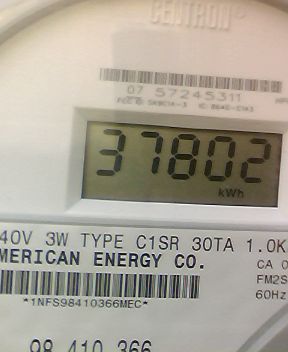 CENTRON®
07 57245311
37802
kWh
40V 3W TYPE C1SR 30TA 1.0K
MERICAN ENERGY CO.
CA 0
FM2S
60Hz
*1NFS98410366MEC*
98 410 366